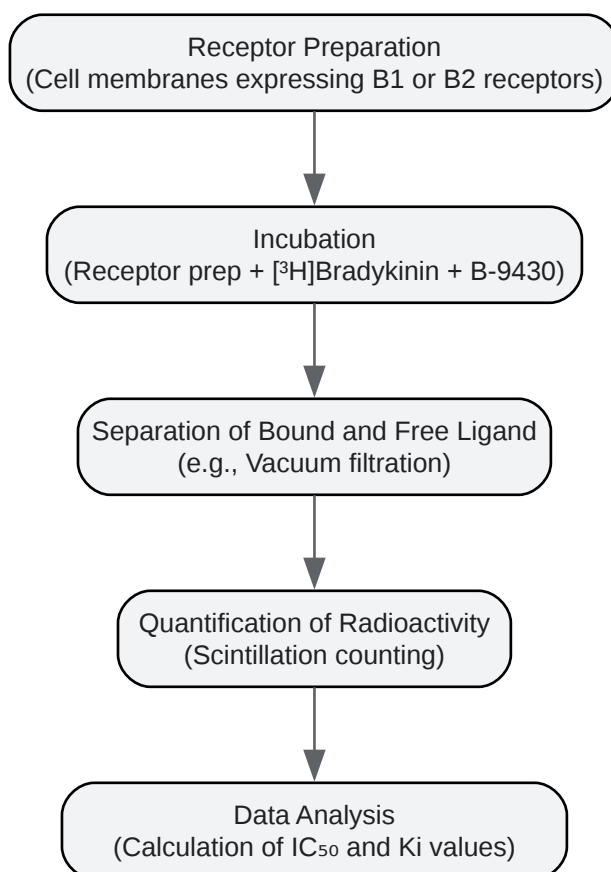 Receptor Preparation
(Cell membranes expressing B1 or B2 receptors)
Incubation
(Receptor prep + [³H]Bradykinin + B-9430)
Separation of Bound and Free Ligand
(e.g., Vacuum filtration)
Quantification of Radioactivity
(Scintillation counting)
Data Analysis
(Calculation of IC₅₀ and Ki values)